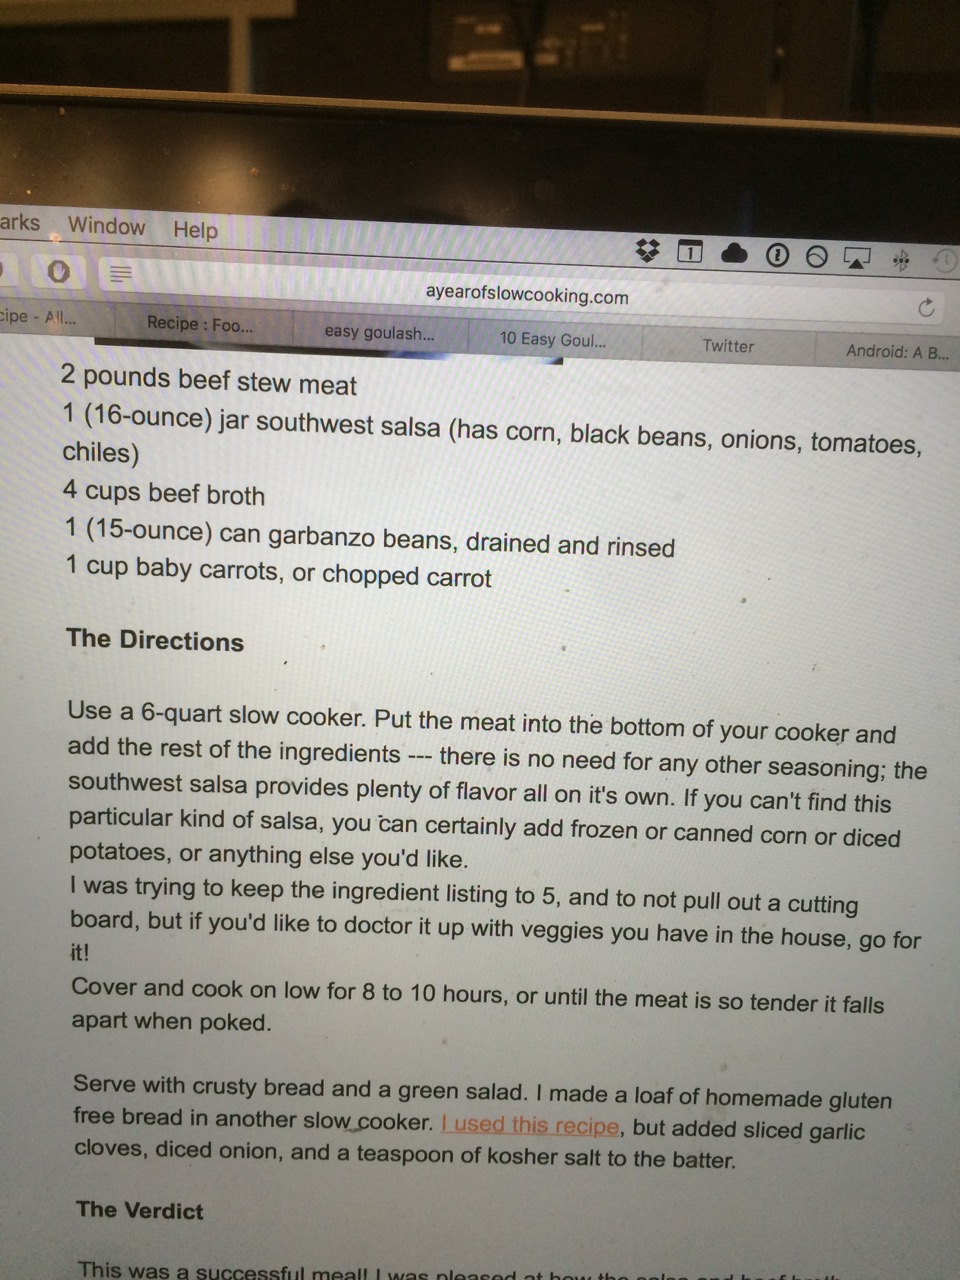 arks Window Help
1
ayearofslowcooking.com
cipe - All... Recipe : Foo... easy goulash... 10 Easy Goul... Twitter Android: A B...
2 pounds beef stew meat
1 (16-ounce) jar southwest salsa (has corn, black beans, onions, tomatoes,
chiles)
4 cups beef broth
1 (15-ounce) can garbanzo beans, drained and rinsed
1 cup baby carrots, or chopped carrot
The Directions
Use a 6-quart slow cooker. Put the meat into the bottom of your cooker and
add the rest of the ingredients --- there is no need for any other seasoning; the
southwest salsa provides plenty of flavor all on it's own. If you can't find this
particular kind of salsa, you can certainly add frozen or canned corn or diced
potatoes, or anything else you'd like.
I was trying to keep the ingredient listing to 5, and to not pull out a cutting
board, but if you'd like to doctor it up with veggies you have in the house, go for
it!
Cover and cook on low for 8 to 10 hours, or until the meat is so tender it falls
apart when poked.
Serve with crusty bread and a green salad. I made a loaf of homemade gluten
free bread in another slow cooker. I used this recipe, but added sliced garlic
cloves, diced onion, and a teaspoon of kosher salt to the batter.
The Verdict
This was a successful meal! I was pleased at how the salsa and beef broth